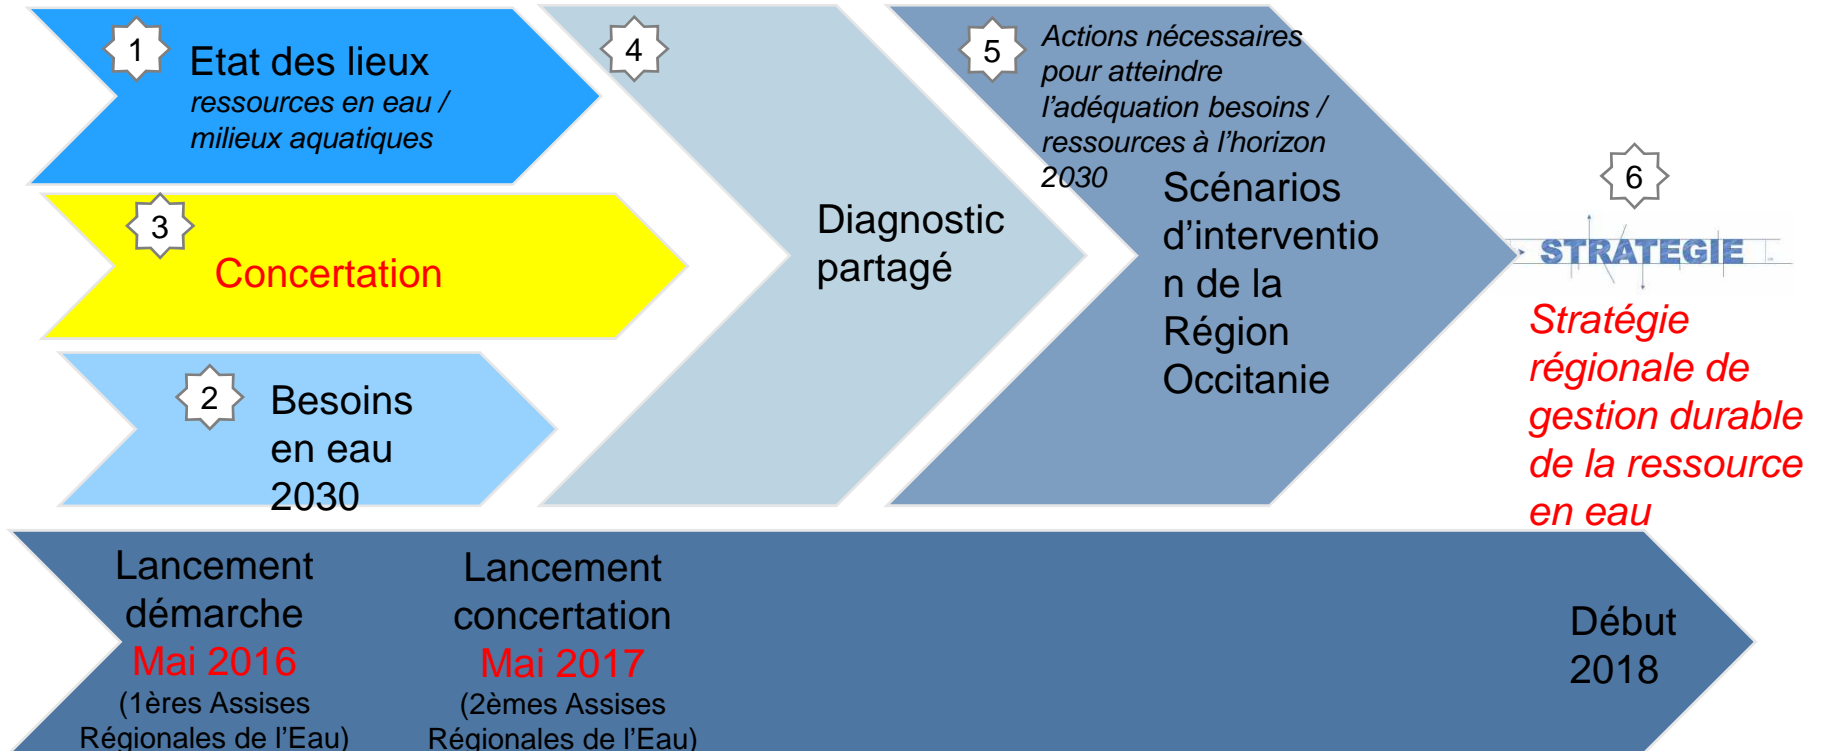 1
Etat des lieux
ressources en eau /
milieux aquatiques
3
Concertation
2
Besoins
en eau
2030
4
Diagnostic
partagé
5
Actions nécessaires
pour atteindre
l’adéquation besoins /
ressources à l’horizon
2030
Scénarios
d’interventio
n de la
Région
Occitanie
6
STRATEGIE
Stratégie
régionale de
gestion durable
de la ressource
en eau
Lancement
démarche
Mai 2016
(1ères Assises
Régionales de l’Eau)
Lancement
concertation
Mai 2017
(2èmes Assises
Régionales de l’Eau)
Début
2018